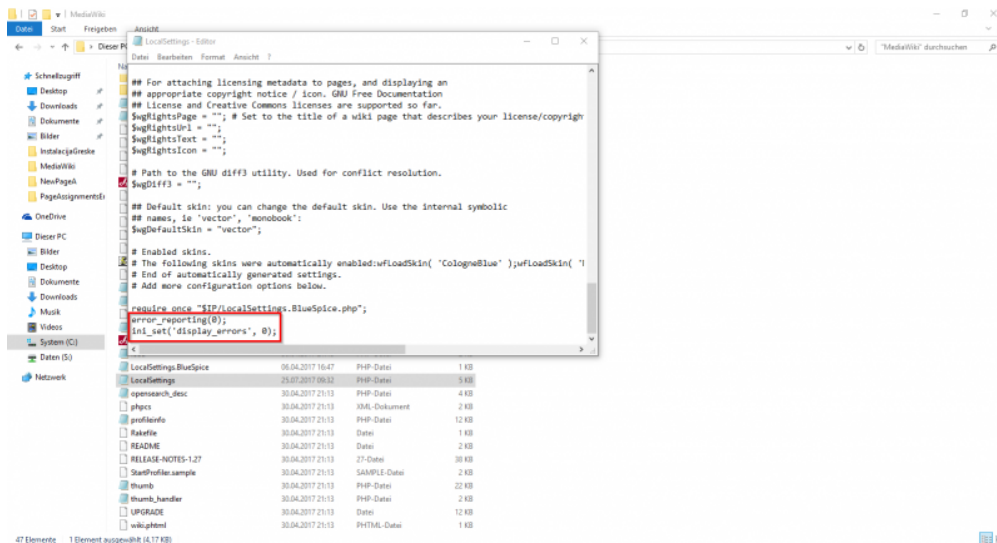 MediaWiki
Datei Start Freigeben Ansicht
Dieser PC
"MediaWiki" durchsuchen
Schnellzugriff
Desktop
Downloads
Dokumente
Bilder
InstalacijaGreske
MediaWiki
NewPageA
PageAssignmentsE
OneDrive
Dieser PC
Bilder
Desktop
Dokumente
Downloads
Musik
Videos
System (C:)
Daten (S:)
Netzwerk
LocalSettings - Editor
Datei Bearbeiten Format Ansicht ?
## For attaching licensing metadata to pages, and displaying an
## appropriate copyright notice / icon. GNU Free Documentation
## License and Creative Commons licenses are supported so far.
$wgRightsPage = ""; # Set to the title of a wiki page that describes your license/copyrigh
$wgRightsUrl = "";
$wgRightsText = "";
$wgRightsIcon = "";
# Path to the GNU diff3 utility. Used for conflict resolution.
$wgDiff3 = "";
## Default skin: you can change the default skin. Use the internal symbolic
## names, ie 'vector', 'monobook':
$wgDefaultSkin = "vector";
# Enabled skins.
# The following skins were automatically enabled:wfLoadSkin( 'CologneBlue' );wfLoadSkin( '
# End of automatically generated settings.
# Add more configuration options below.
require_once "$IP/LocalSettings.BlueSpice.php";
error_reporting(0);
ini_set('display_errors', 0);
LocalSettings.BlueSpice 06.04.2017 16:47 PHP-Datei 1 KB
LocalSettings 25.07.2017 09:32 PHP-Datei 5 KB
opensearch_desc 30.04.2017 21:13 PHP-Datei 4 KB
phpcs 30.04.2017 21:13 XML-Dokument 2 KB
profileinfo 30.04.2017 21:13 PHP-Datei 12 KB
Rakefile 30.04.2017 21:13 Datei 1 KB
README 30.04.2017 21:13 Datei 2 KB
RELEASE-NOTES-1.27 30.04.2017 21:13 27-Datei 38 KB
StartProfiler.sample 30.04.2017 21:13 SAMPLE-Datei 2 KB
thumb 30.04.2017 21:13 PHP-Datei 22 KB
thumb_handler 30.04.2017 21:13 PHP-Datei 2 KB
UPGRADE 30.04.2017 21:13 Datei 12 KB
wiki.phtml 30.04.2017 21:13 PHTML-Datei 1 KB
47 Elemente 1 Element ausgewählt (4,17 KB)